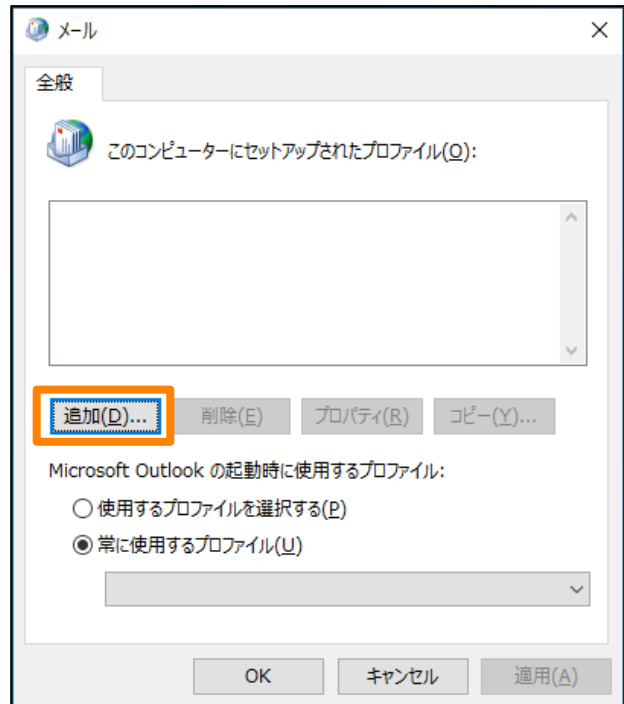 メール
全般
このコンピューターにセットアップされたプロファイル(O):
追加(D)... 削除(E) プロパティ(R) コピー(Y)...
Microsoft Outlook の起動時に使用するプロファイル:
使用するプロファイルを選択する(P)
常に使用するプロファイル(U)
OK キャンセル 適用(A)